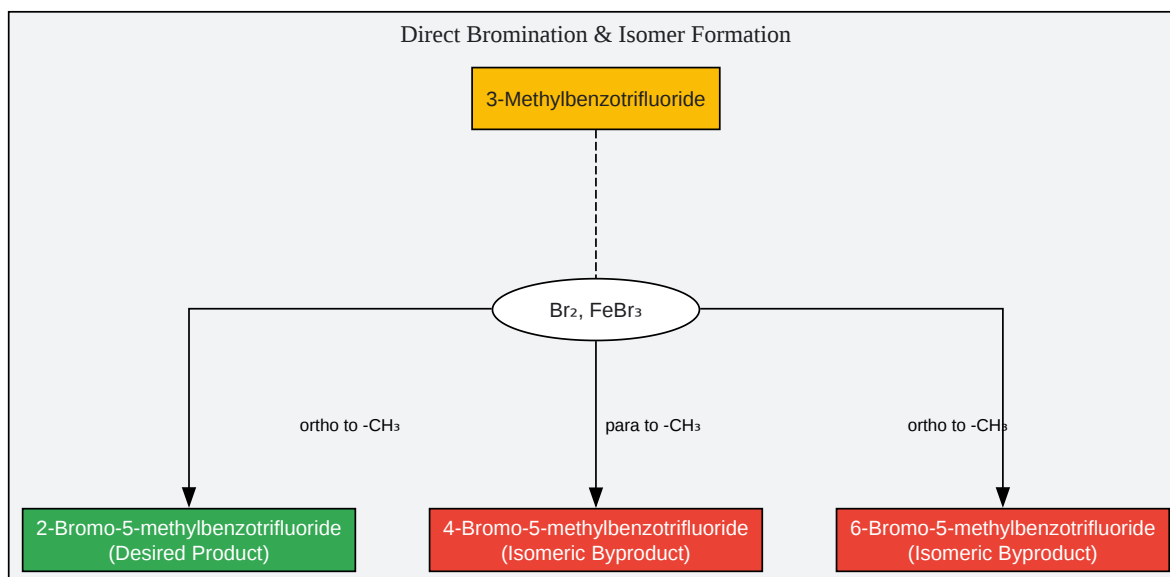 Direct Bromination & Isomer Formation
3-Methylbenzotrifluoride
Br₂, FeBr₃
ortho to -CH₃
para to -CH₃
ortho to -CH₃
2-Bromo-5-methylbenzotrifluoride
(Desired Product)
4-Bromo-5-methylbenzotrifluoride
(Isomeric Byproduct)
6-Bromo-5-methylbenzotrifluoride
(Isomeric Byproduct)